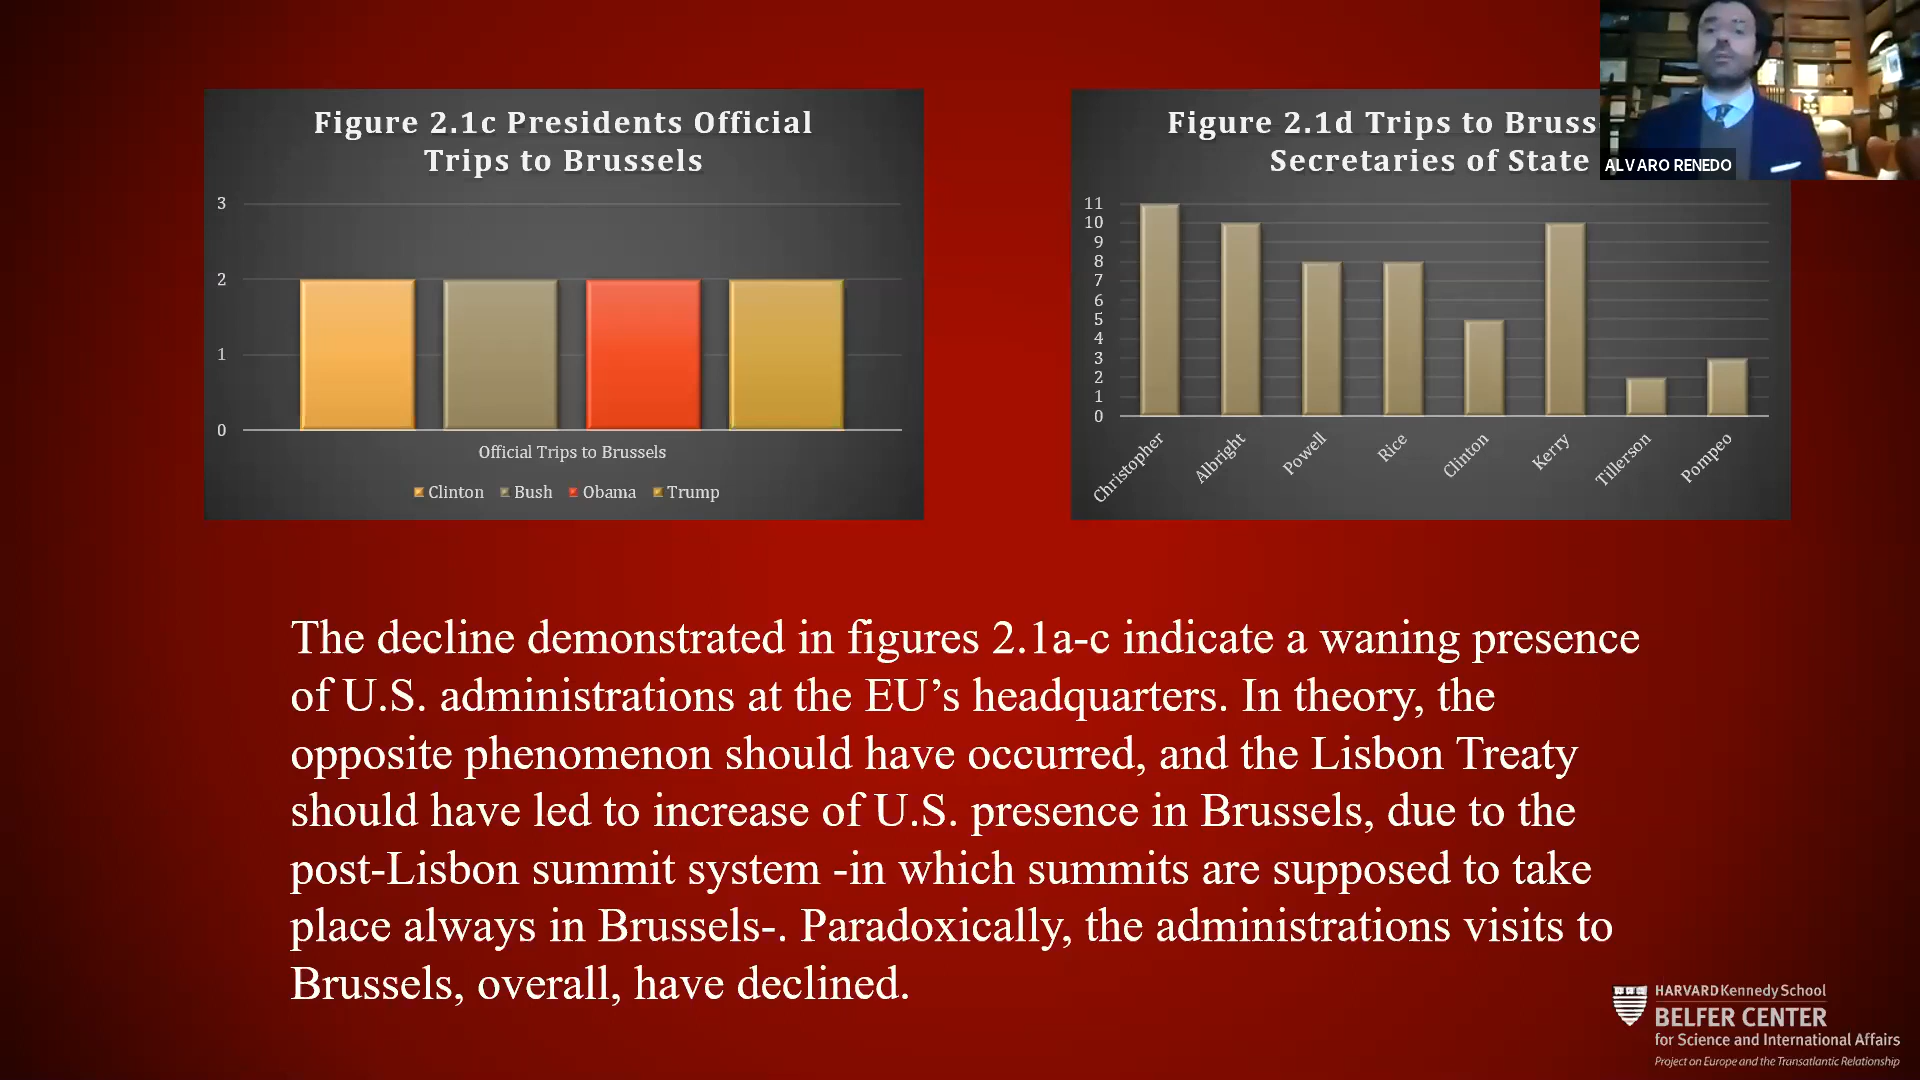 Figure 2.1c Presidents Official
Trips to Brussels
3
2
1
0
Official Trips to Brussels
Clinton Bush Obama Trump
Figure 2.1d Trips to
Secretaries of State
11
10
9
8
7
6
5
4
3
2
1
0
Christopher
Albright
Powell
Rice
Clinton
Kerry
Tillerson
Pompeo
ALVARO RENEDO
The decline demonstrated in figures 2.1a-c indicate a waning presence
of U.S. administrations at the EU’s headquarters. In theory, the
opposite phenomenon should have occurred, and the Lisbon Treaty
should have led to increase of U.S. presence in Brussels, due to the
post-Lisbon summit system -in which summits are supposed to take
place always in Brussels-. Paradoxically, the administrations visits to
Brussels, overall, have declined.
HARVARD Kennedy School
BELFER CENTER
for Science and International Affairs
Project on Europe and the Transatlantic Relationship